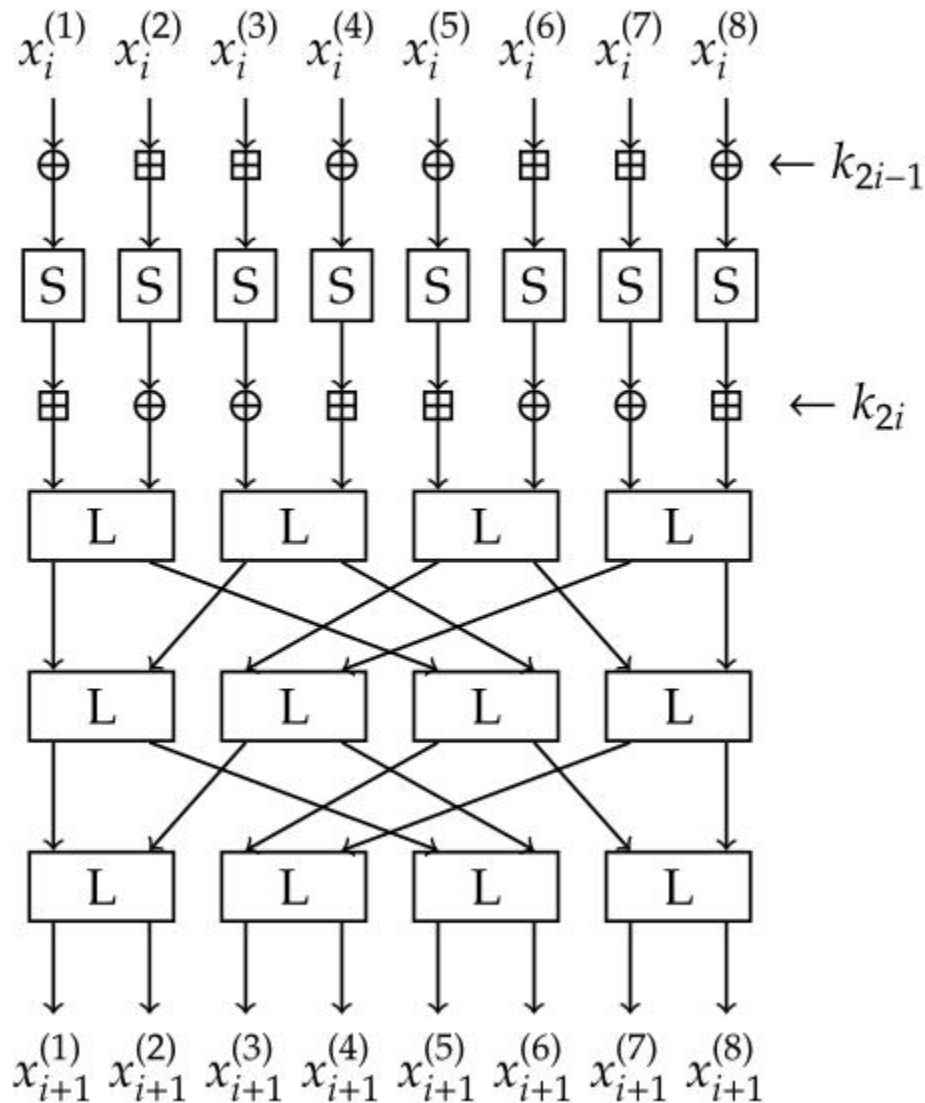 x_i^{(1)} x_i^{(2)} x_i^{(3)} x_i^{(4)} x_i^{(5)} x_i^{(6)} x_i^{(7)} x_i^{(8)}
⊕ ⊞ ⊞ ⊕ ⊕ ⊞ ⊞ ⊕ ← k_{2i−1}
S S S S S S S S
⊞ ⊕ ⊕ ⊞ ⊞ ⊕ ⊕ ⊞ ← k_{2i}
L L L L
L L L L
L L L L
x_{i+1}^{(1)} x_{i+1}^{(2)} x_{i+1}^{(3)} x_{i+1}^{(4)} x_{i+1}^{(5)} x_{i+1}^{(6)} x_{i+1}^{(7)} x_{i+1}^{(8)}